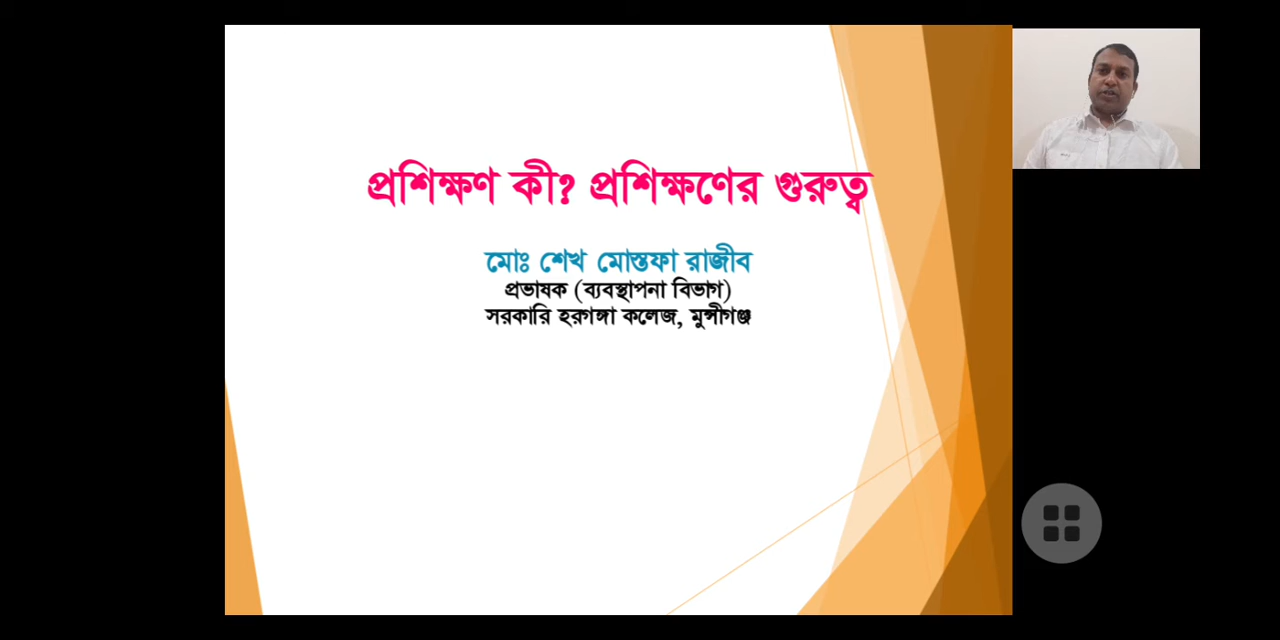 প্রশিক্ষণ কী? প্রশিক্ষণের গুরুত্ব
মোঃ শেখ মোস্তফা রাজীব
প্রভাষক (ব্যবস্থাপনা বিভাগ)
সরকারি হরগঙ্গা কলেজ, মুন্সীগঞ্জ